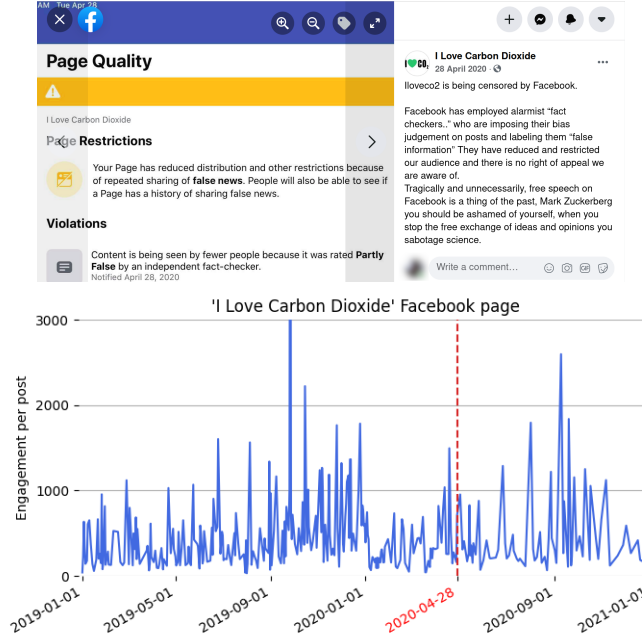 AM Tue Apr 28
Page Quality
I Love Carbon Dioxide
Page Restrictions
Your Page has reduced distribution and other restrictions because
of repeated sharing of false news. People will also be able to see if
a Page has a history of sharing false news.
Violations
Content is being seen by fewer people because it was rated Partly
False by an independent fact-checker.
Notified April 28, 2020
I CO₂
I Love Carbon Dioxide
28 April 2020 ·
Iloveco2 is being censored by Facebook.
Facebook has employed alarmist “fact
checkers..” who are imposing their bias
judgement on posts and labeling them “false
information” They have reduced and restricted
our audience and there is no right of appeal we
are aware of.
Tragically and unnecessarily, free speech on
Facebook is a thing of the past, Mark Zuckerberg
you should be ashamed of yourself, when you
stop the free exchange of ideas and opinions you
sabotage science.
Write a comment…
GIF
'I Love Carbon Dioxide' Facebook page
Engagement per post
3000
2000
1000
0
2019-01-01
2019-05-01
2019-09-01
2020-01-01
2020-04-28
2020-09-01
2021-01-01